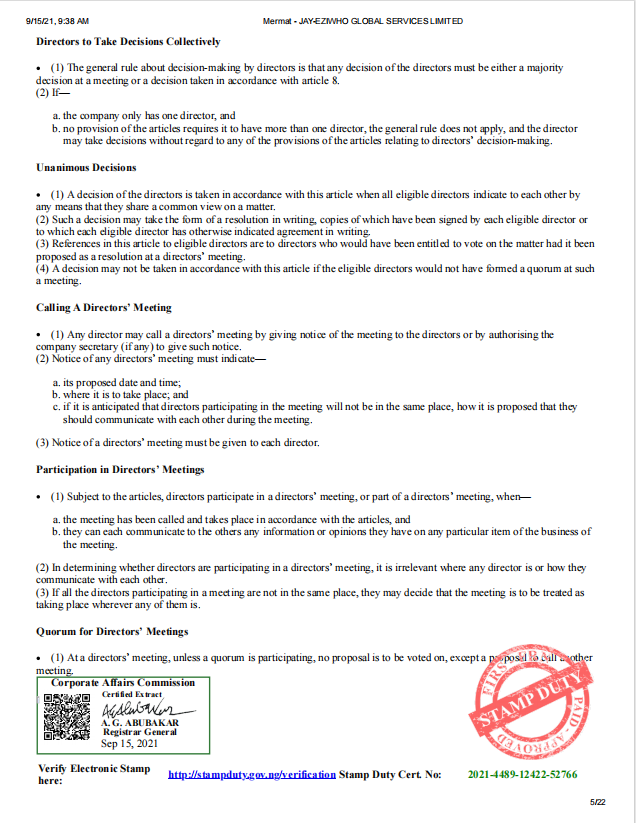 9/15/21, 9:38 AM Mermat - JAY-EZIWHO GLOBAL SERVICES LIMITED
Directors to Take Decisions Collectively
• (1) The general rule about decision-making by directors is that any decision of the directors must be either a majority
decision at a meeting or a decision taken in accordance with article 8.
(2) If—
a. the company only has one director, and
b. no provision of the articles requires it to have more than one director, the general rule does not apply, and the director
may take decisions without regard to any of the provisions of the articles relating to directors' decision-making.
Unanimous Decisions
• (1) A decision of the directors is taken in accordance with this article when all eligible directors indicate to each other by
any means that they share a common view on a matter.
(2) Such a decision may take the form of a resolution in writing, copies of which have been signed by each eligible director or
to which each eligible director has otherwise indicated agreement in writing.
(3) References in this article to eligible directors are to directors who would have been entitled to vote on the matter had it been
proposed as a resolution at a directors' meeting.
(4) A decision may not be taken in accordance with this article if the eligible directors would not have formed a quorum at such
a meeting.
Calling A Directors' Meeting
• (1) Any director may call a directors' meeting by giving notice of the meeting to the directors or by authorising the
company secretary (if any) to give such notice.
(2) Notice of any directors' meeting must indicate—
a. its proposed date and time;
b. where it is to take place; and
c. if it is anticipated that directors participating in the meeting will not be in the same place, how it is proposed that they
should communicate with each other during the meeting.
(3) Notice of a directors' meeting must be given to each director.
Participation in Directors' Meetings
• (1) Subject to the articles, directors participate in a directors' meeting, or part of a directors' meeting, when—
a. the meeting has been called and takes place in accordance with the articles, and
b. they can each communicate to the others any information or opinions they have on any particular item of the business of
the meeting.
(2) In determining whether directors are participating in a directors' meeting, it is irrelevant where any director is or how they
communicate with each other.
(3) If all the directors participating in a meeting are not in the same place, they may decide that the meeting is to be treated as
taking place wherever any of them is.
Quorum for Directors' Meetings
• (1) At a directors' meeting, unless a quorum is participating, no proposal is to be voted on, except a proposal to call another
meeting.
Corporate Affairs Commission
Certified Extract
A. G. ABUBAKAR
Registrar General
Sep 15, 2021
STAMP DUTY
PAID - APPROVED
Verify Electronic Stamp
here:
http://stampduty.gov.ng/verification Stamp Duty Cert. No: 2021-4489-12422-52766
5/22